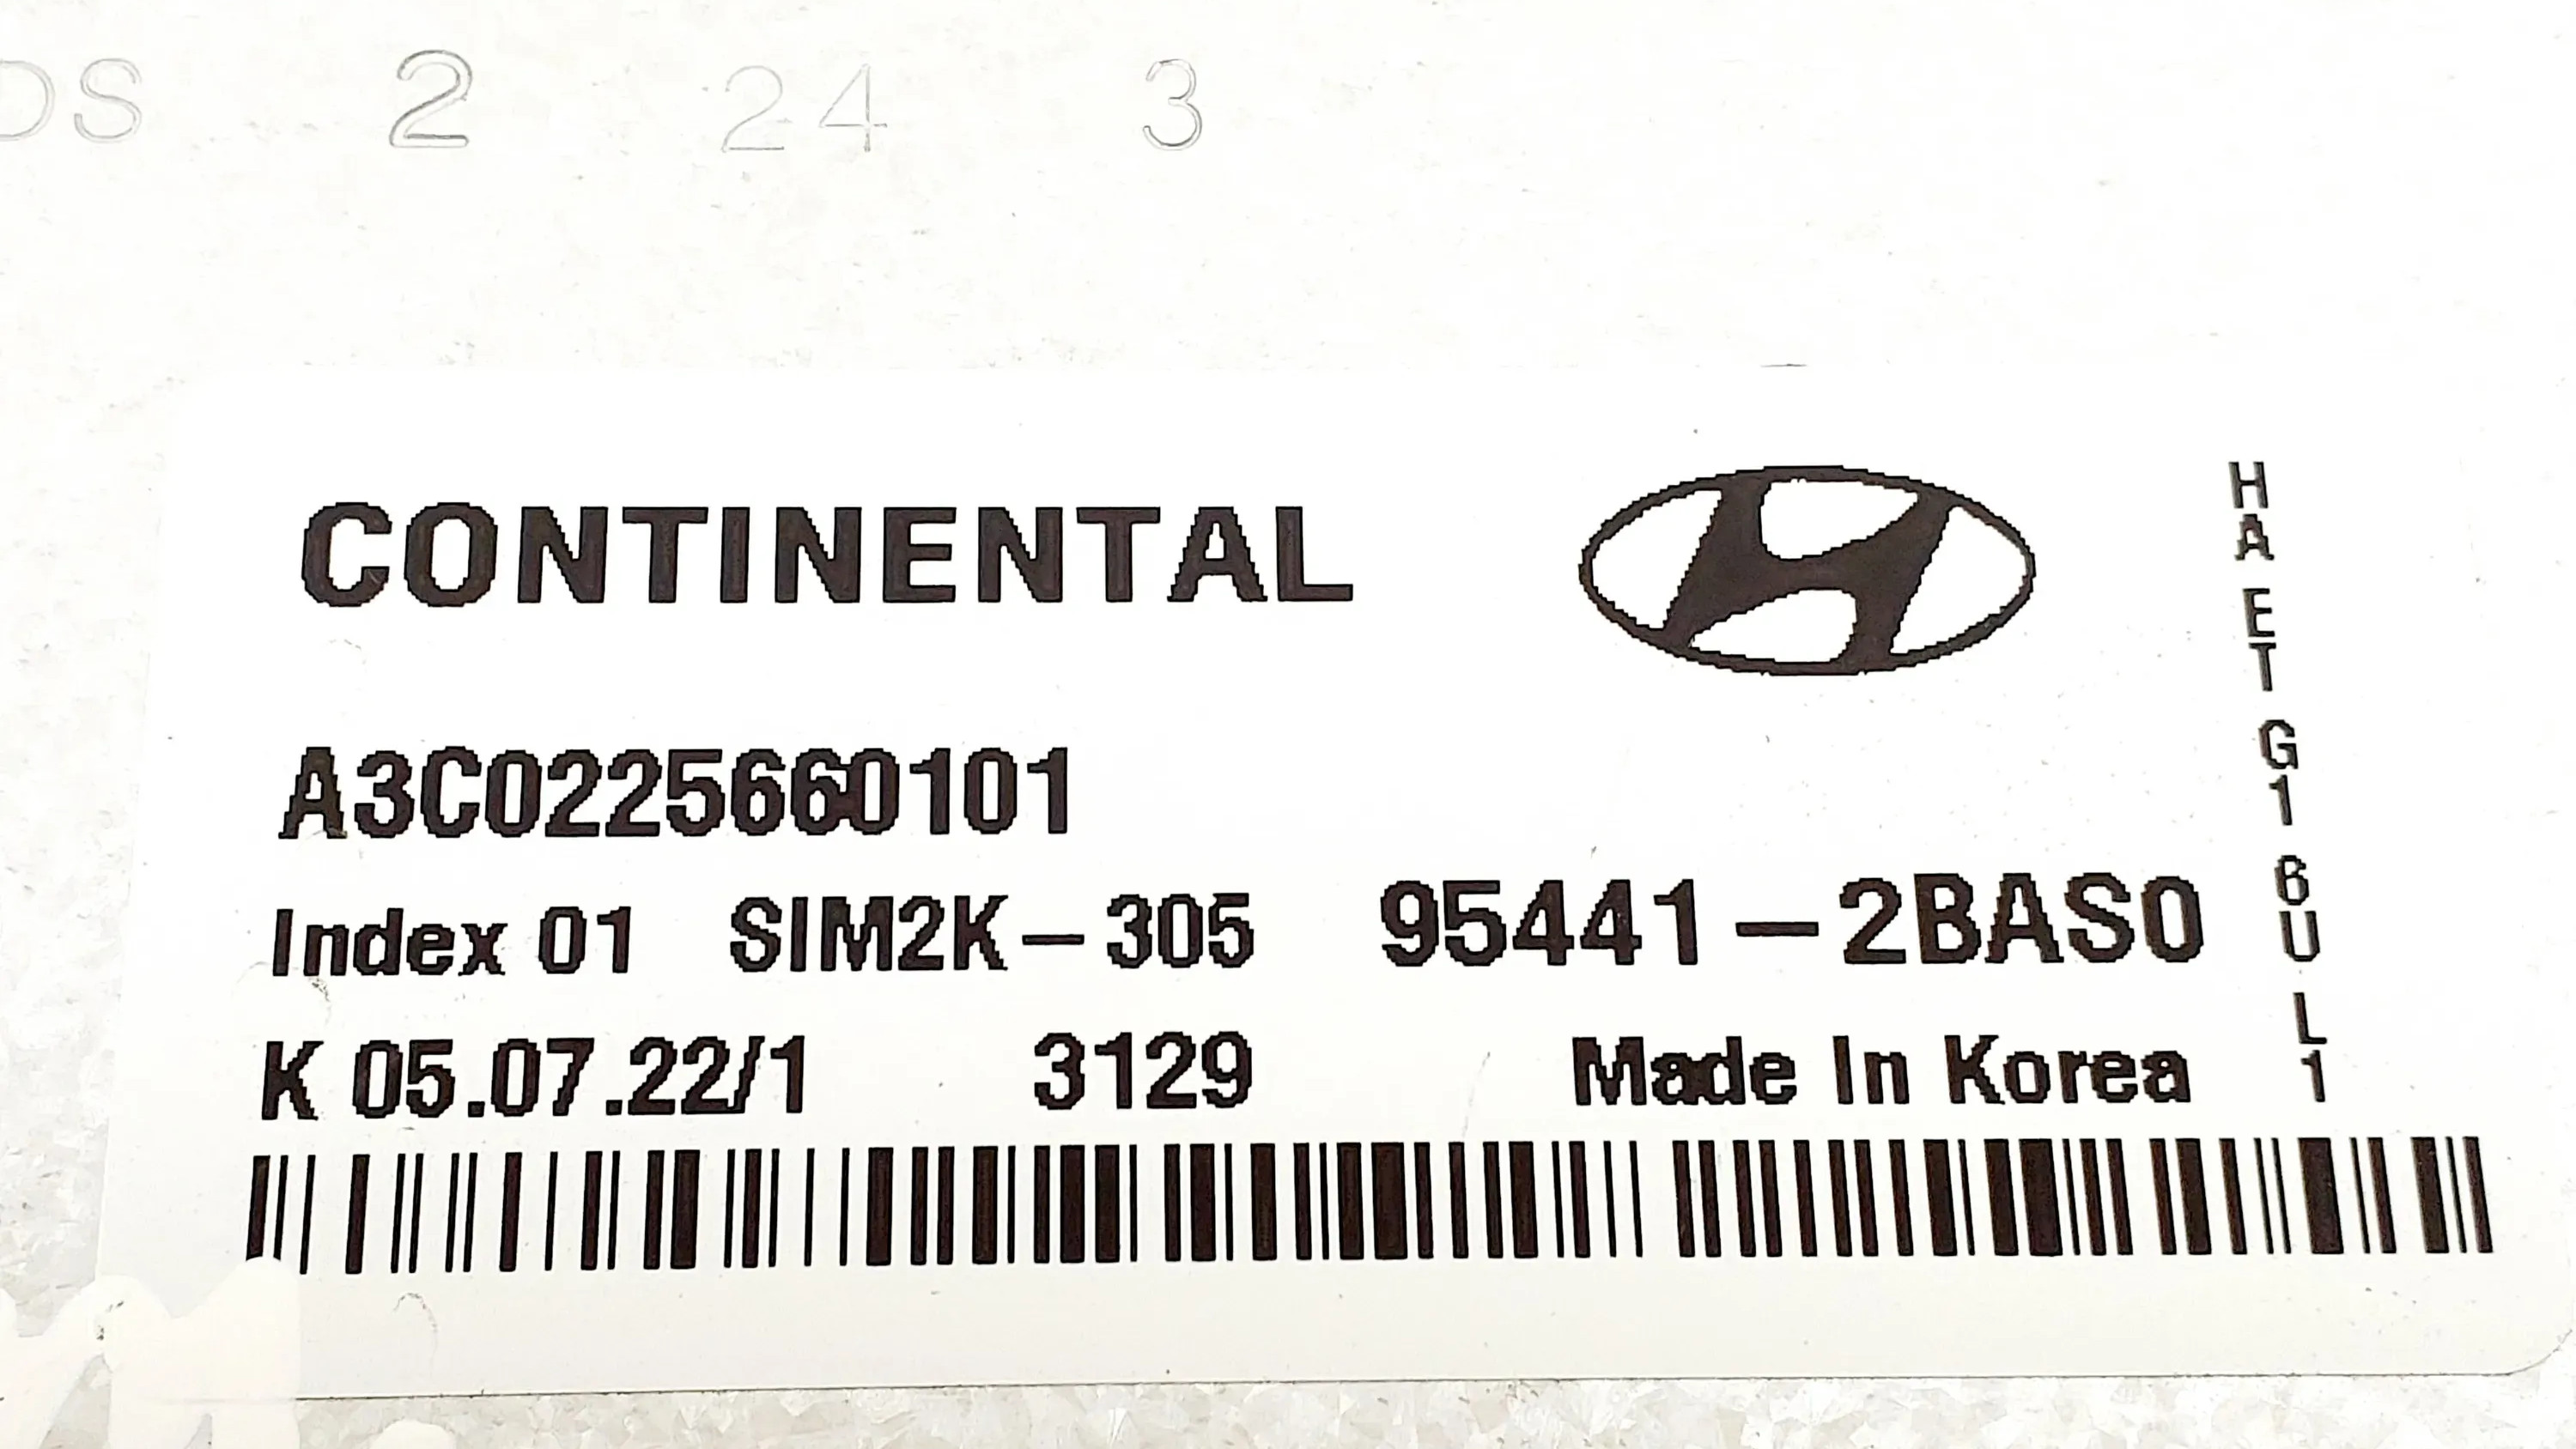 DS 2 24 3
CONTINENTAL
A3C0225660101
Index 01 SIM2K-305 95441-2BAS0
K 05.07.22/1 3129 Made In Korea
HA ET G1 6U L1